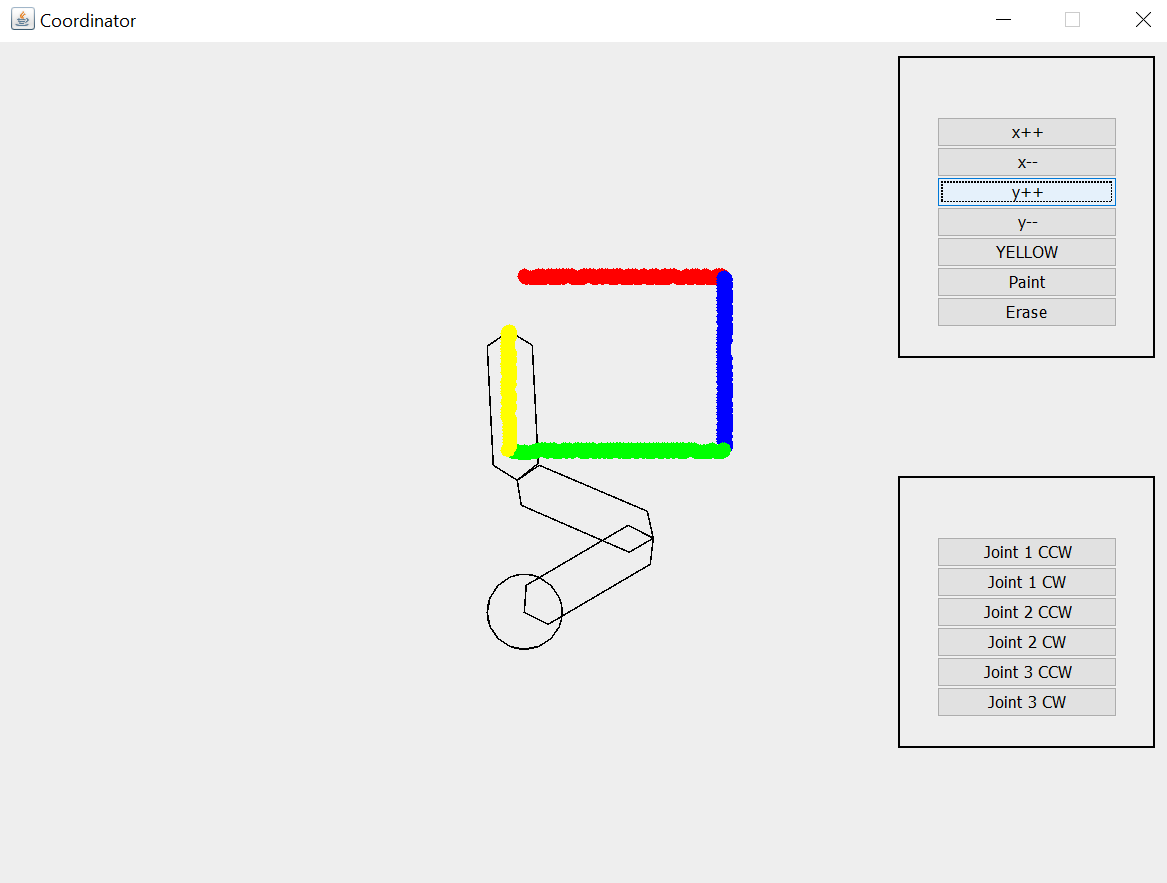 Coordinator
x++
x--
y++
y--
YELLOW
Paint
Erase
Joint 1 CCW
Joint 1 CW
Joint 2 CCW
Joint 2 CW
Joint 3 CCW
Joint 3 CW